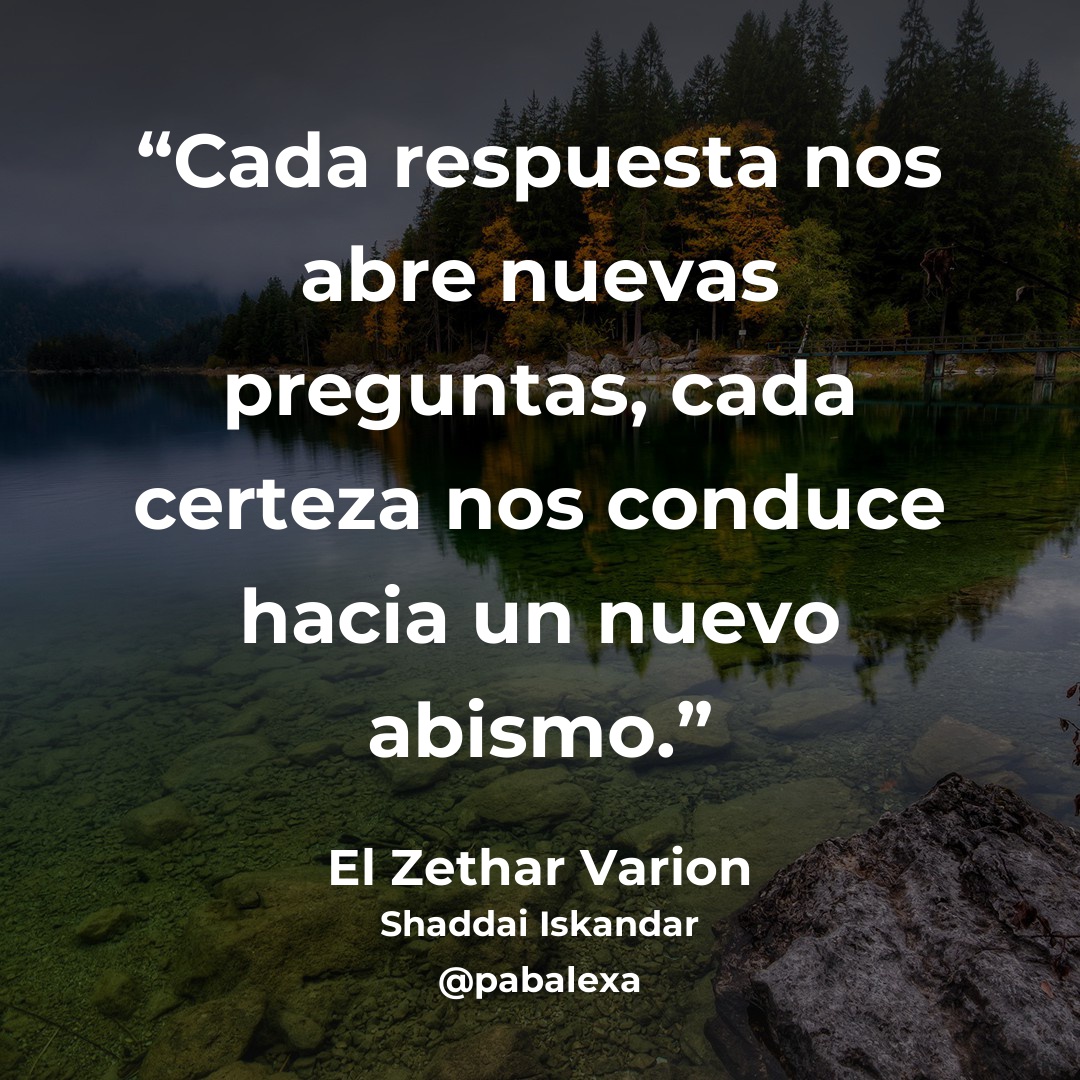 “Cada respuesta nos
abre nuevas
preguntas, cada
certeza nos conduce
hacia un nuevo
abismo.”
El Zethar Varion
Shaddai Iskandar
@pabalexa